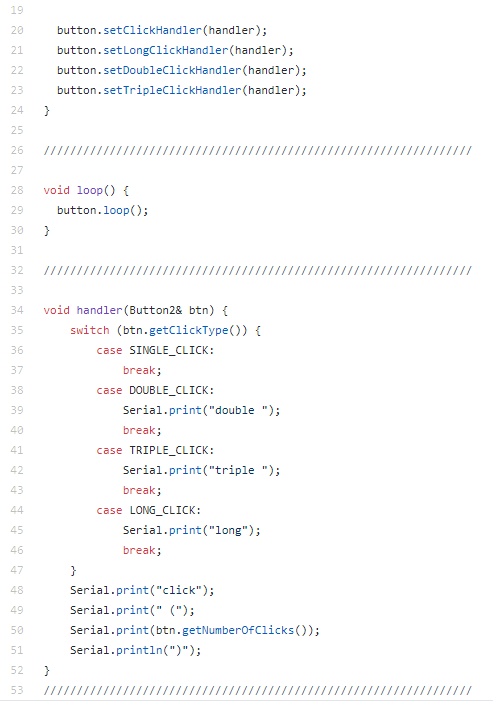 19
20 button.setClickHandler(handler);
21 button.setLongClickHandler(handler);
22 button.setDoubleClickHandler(handler);
23 button.setTripleClickHandler(handler);
24 }
25
26 /////////////////////////////////////////////////////////////////
27
28 void loop() {
29 button.loop();
30 }
31
32 /////////////////////////////////////////////////////////////////
33
34 void handler(Button2& btn) {
35 switch (btn.getClickType()) {
36 case SINGLE_CLICK:
37 break;
38 case DOUBLE_CLICK:
39 Serial.print("double ");
40 break;
41 case TRIPLE_CLICK:
42 Serial.print("triple ");
43 break;
44 case LONG_CLICK:
45 Serial.print("long");
46 break;
47 }
48 Serial.print("click");
49 Serial.print(" (");
50 Serial.print(btn.getNumberOfClicks());
51 Serial.println(")");
52 }
53 /////////////////////////////////////////////////////////////////